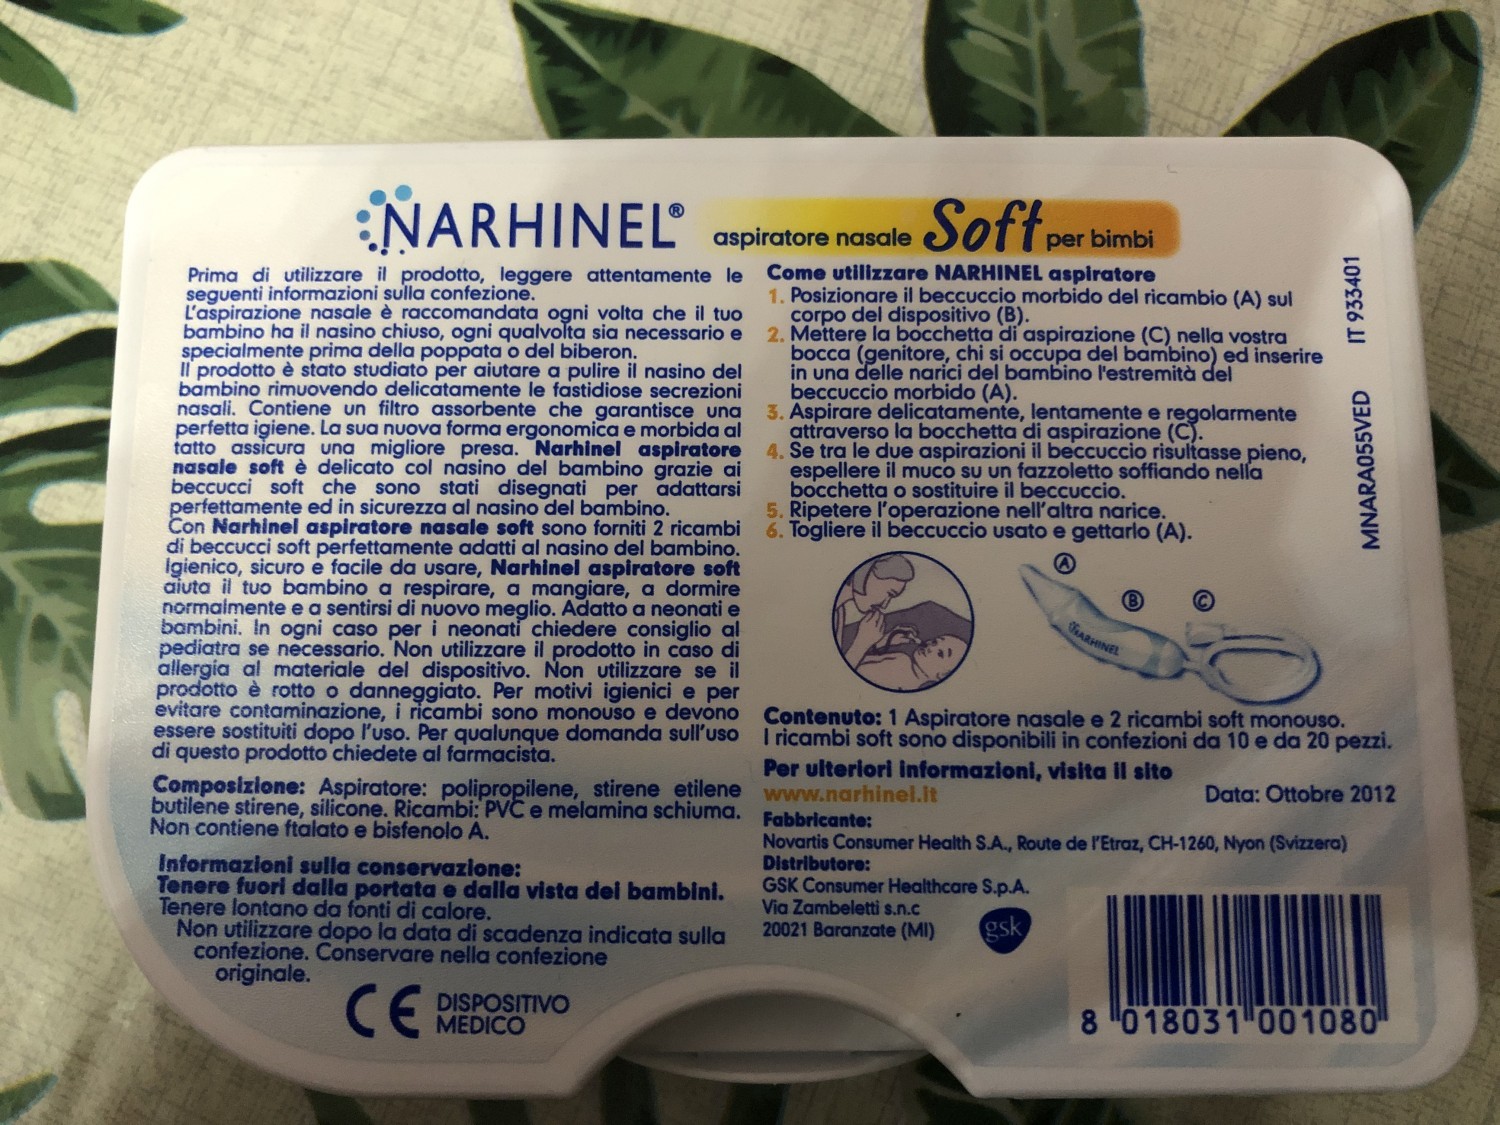 NARHINEL®
aspiratore nasale Soft per bimbi
Prima di utilizzare il prodotto, leggere attentamente le
seguenti informazioni sulla confezione.
L'aspirazione nasale è raccomandata ogni volta che il tuo
bambino ha il nasino chiuso, ogni qualvolta sia necessario e
specialmente prima della poppata o del biberon.
Il prodotto è stato studiato per aiutare a pulire il nasino del
bambino rimuovendo delicatamente le fastidiose secrezioni
nasali. Contiene un filtro assorbente che garantisce una
perfetta igiene. La sua nuova forma ergonomica e morbida al
tatto assicura una migliore presa. Narhinel aspiratore
nasale soft è delicato col nasino del bambino grazie ai
beccucci soft che sono stati disegnati per adattarsi
perfettamente ed in sicurezza al nasino del bambino.
Con Narhinel aspiratore nasale soft sono forniti 2 ricambi
di beccucci soft perfettamente adatti al nasino del bambino.
Igienico, sicuro e facile da usare, Narhinel aspiratore soft
aiuta il tuo bambino a respirare, a mangiare, a dormire
normalmente e a sentirsi di nuovo meglio. Adatto a neonati e
bambini. In ogni caso per i neonati chiedere consiglio al
pediatra se necessario. Non utilizzare il prodotto in caso di
allergia al materiale del dispositivo. Non utilizzare se il
prodotto è rotto o danneggiato. Per motivi igienici e per
evitare contaminazione, i ricambi sono monouso e devono
essere sostituiti dopo l'uso. Per qualunque domanda sull'uso
di questo prodotto chiedete al farmacista.
Composizione: Aspiratore: polipropilene, stirene etilene
butilene stirene, silicone. Ricambi: PVC e melamina schiuma.
Non contiene ftalato e bisfenolo A.
Informazioni sulla conservazione:
Tenere fuori dalla portata e dalla vista dei bambini.
Tenere lontano da fonti di calore.
Non utilizzare dopo la data di scadenza indicata sulla
confezione. Conservare nella confezione
originale.
CE DISPOSITIVO
MEDICO
Come utilizzare NARHINEL aspiratore
1. Posizionare il beccuccio morbido del ricambio (A) sul
corpo del dispositivo (B).
2. Mettere la bocchetta di aspirazione (C) nella vostra
bocca (genitore, chi si occupa del bambino) ed inserire
in una delle narici del bambino l'estremità del
beccuccio morbido (A).
3. Aspirare delicatamente, lentamente e regolarmente
attraverso la bocchetta di aspirazione (C).
4. Se tra le due aspirazioni il beccuccio risultasse pieno,
espellere il muco su un fazzoletto soffiando nella
bocchetta o sostituire il beccuccio.
5. Ripetere l'operazione nell'altra narice.
6. Togliere il beccuccio usato e gettarlo (A).
A
B
C
NARHINEL
Contenuto: 1 Aspiratore nasale e 2 ricambi soft monouso.
I ricambi soft sono disponibili in confezioni da 10 e da 20 pezzi.
Per ulteriori informazioni, visita il sito
www.narhinel.it
Data: Ottobre 2012
Fabbricante:
Novartis Consumer Health S.A., Route de l'Etraz, CH-1260, Nyon (Svizzera)
Distributore:
GSK Consumer Healthcare S.p.A.
Via Zambeletti s.n.c
20021 Baranzate (MI)
gsk
8 018031 001080
IT 933401
MNARA055VED